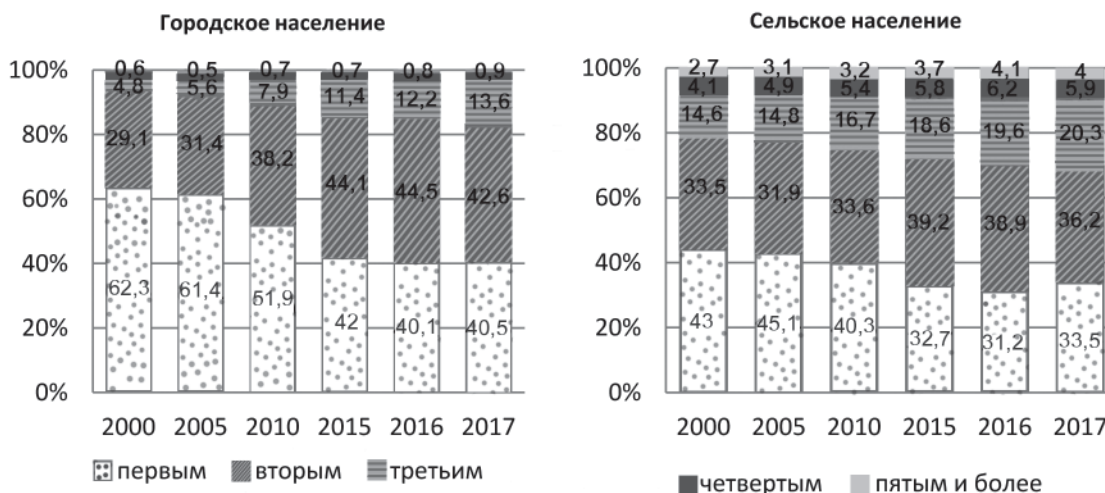 Городское население
100%
80%
60%
40%
20%
0%
0,6 0,5 0,7 0,7 0,8 0,9
4,8 5,6 7,9 11,4 12,2 13,6
29,1 31,4 38,2 44,1 44,5 42,6
62,3 61,4 51,9 42 40,1 40,5
2000 2005 2010 2015 2016 2017
первым вторым третьим
Сельское население
100%
80%
60%
40%
20%
0%
2,7 3,1 3,2 3,7 4,1 4
4,1 4,9 5,4 5,8 6,2 5,9
14,6 14,8 16,7 18,6 19,6 20,3
33,5 31,9 33,6 39,2 38,9 36,2
43 45,1 40,3 32,7 31,2 33,5
2000 2005 2010 2015 2016 2017
четвертым пятым и более